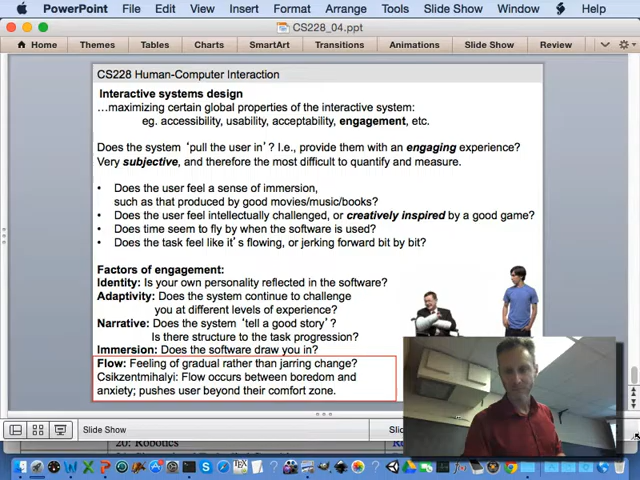 PowerPoint File Edit View Insert Format Arrange Tools Slide Show Window Help
CS228_04.ppt
Home Themes Tables Charts SmartArt Transitions Animations Slide Show Review
CS228 Human-Computer Interaction
Interactive systems design
…maximizing certain global properties of the interactive system:
eg. accessibility, usability, acceptability, engagement, etc.
Does the system ‘pull the user in’? I.e., provide them with an engaging experience?
Very subjective, and therefore the most difficult to quantify and measure.
• Does the user feel a sense of immersion,
such as that produced by good movies/music/books?
• Does the user feel intellectually challenged, or creatively inspired by a good game?
• Does time seem to fly by when the software is used?
• Does the task feel like it’s flowing, or jerking forward bit by bit?
Factors of engagement:
Identity: Is your own personality reflected in the software?
Adaptivity: Does the system continue to challenge
you at different levels of experience?
Narrative: Does the system ‘tell a good story’?
Is there structure to the task progression?
Immersion: Does the software draw you in?
Flow: Feeling of gradual rather than jarring change?
Csikzentmihalyi: Flow occurs between boredom and
anxiety; pushes user beyond their comfort zone.
Slide Show
20: Robotics